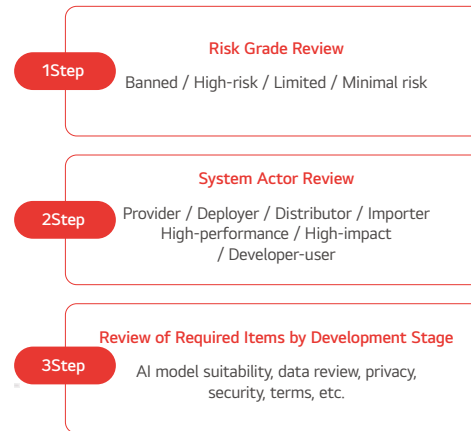 Risk Grade Review
1Step
Banned / High-risk / Limited / Minimal risk
System Actor Review
2Step
Provider / Deployer / Distributor / Importer
High-performance / High-impact
/ Developer-user
Review of Required Items by Development Stage
3Step
AI model suitability, data review, privacy,
security, terms, etc.